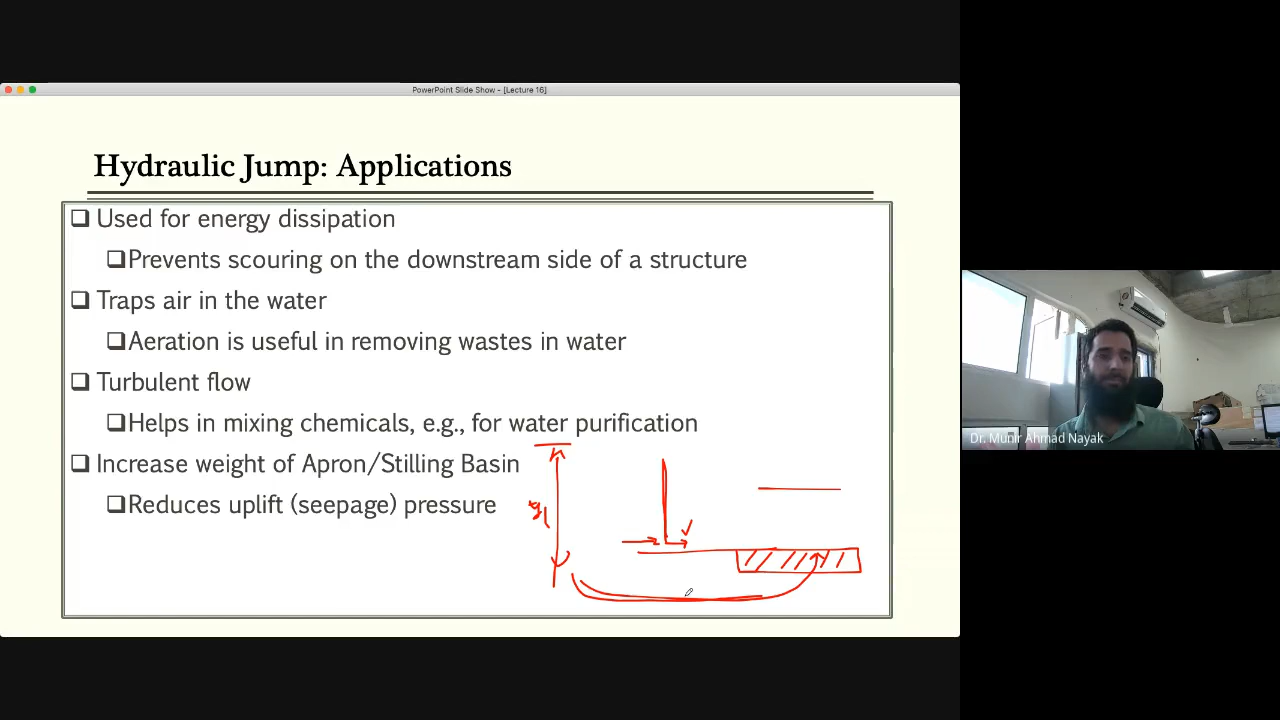 PowerPoint Slide Show - [Lecture 16]
Hydraulic Jump: Applications
Used for energy dissipation
Prevents scouring on the downstream side of a structure
Traps air in the water
Aeration is useful in removing wastes in water
Turbulent flow
Helps in mixing chemicals, e.g., for water purification
Increase weight of Apron/Stilling Basin
Reduces uplift (seepage) pressure
Dr. Munir Ahmad Nayak